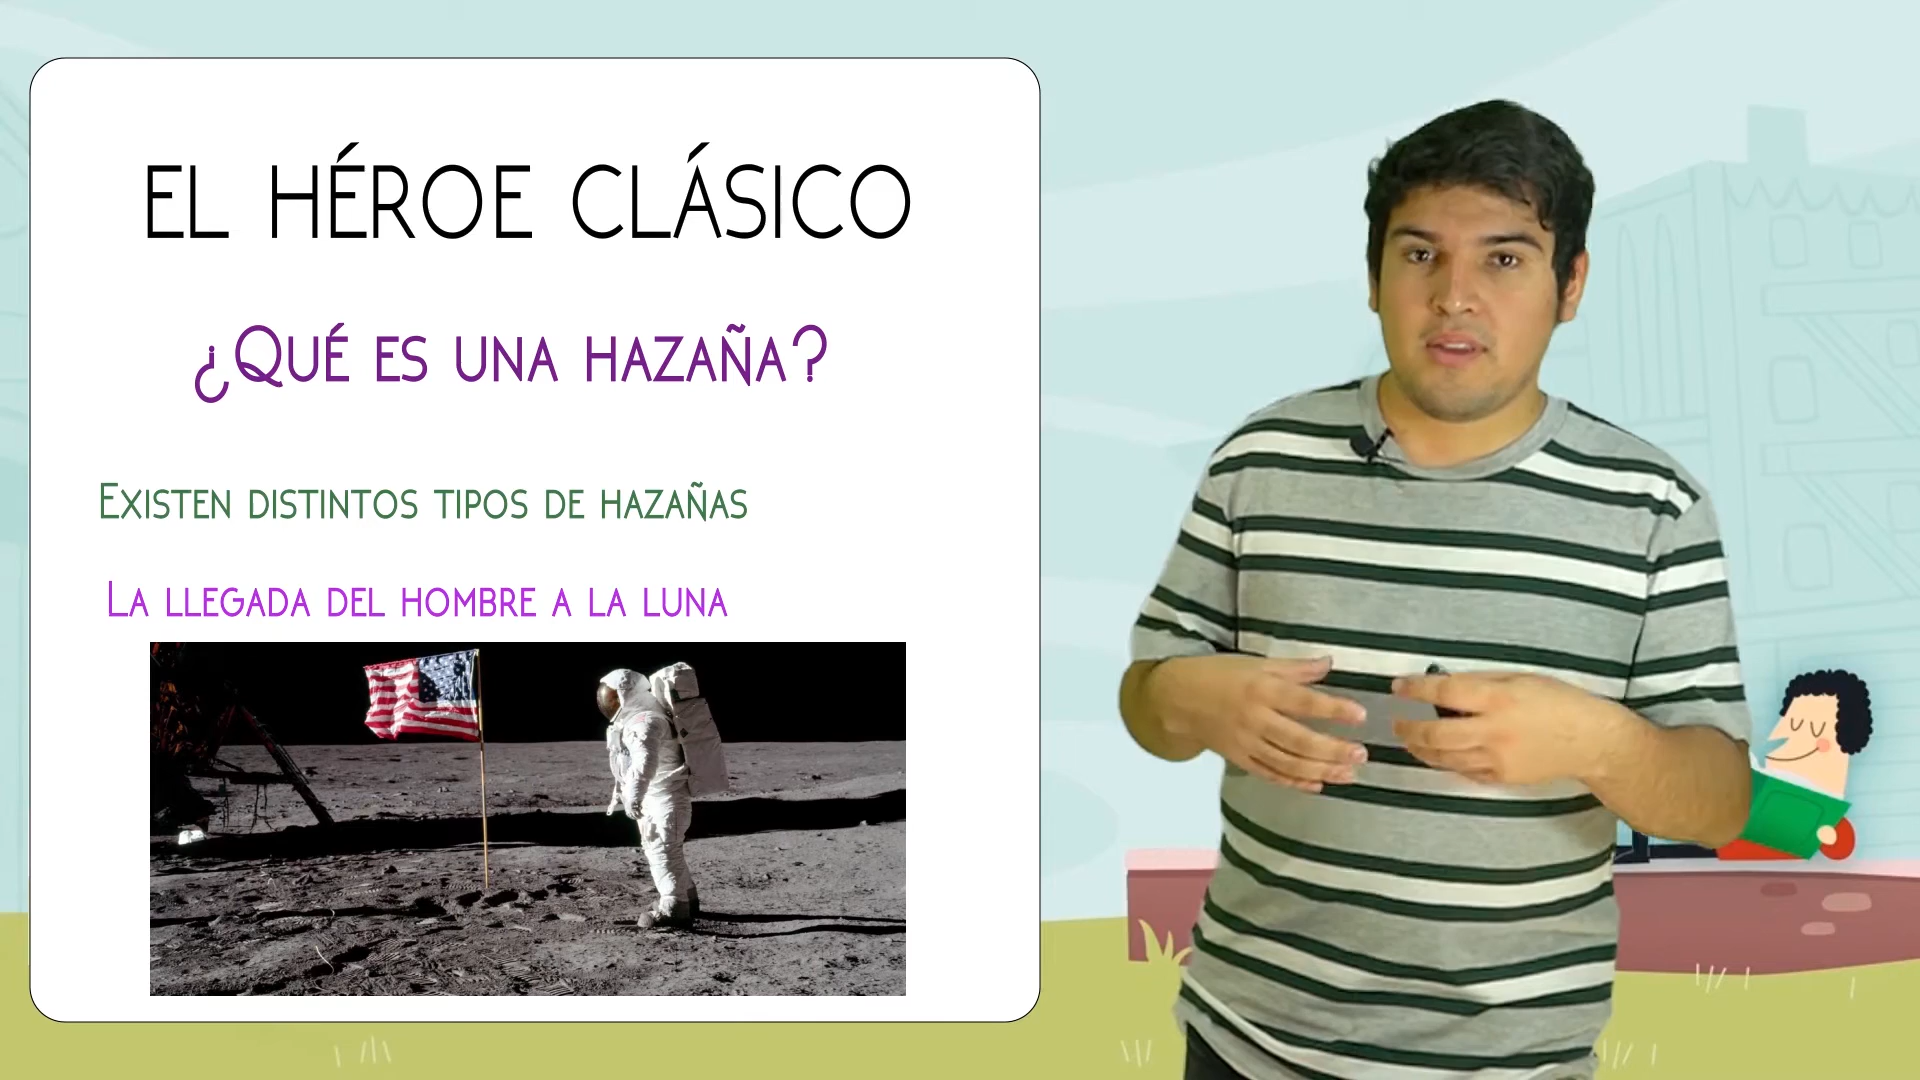 EL HÉROE CLÁSICO
¿QUÉ ES UNA HAZAÑA?
EXISTEN DISTINTOS TIPOS DE HAZAÑAS
LA LLEGADA DEL HOMBRE A LA LUNA